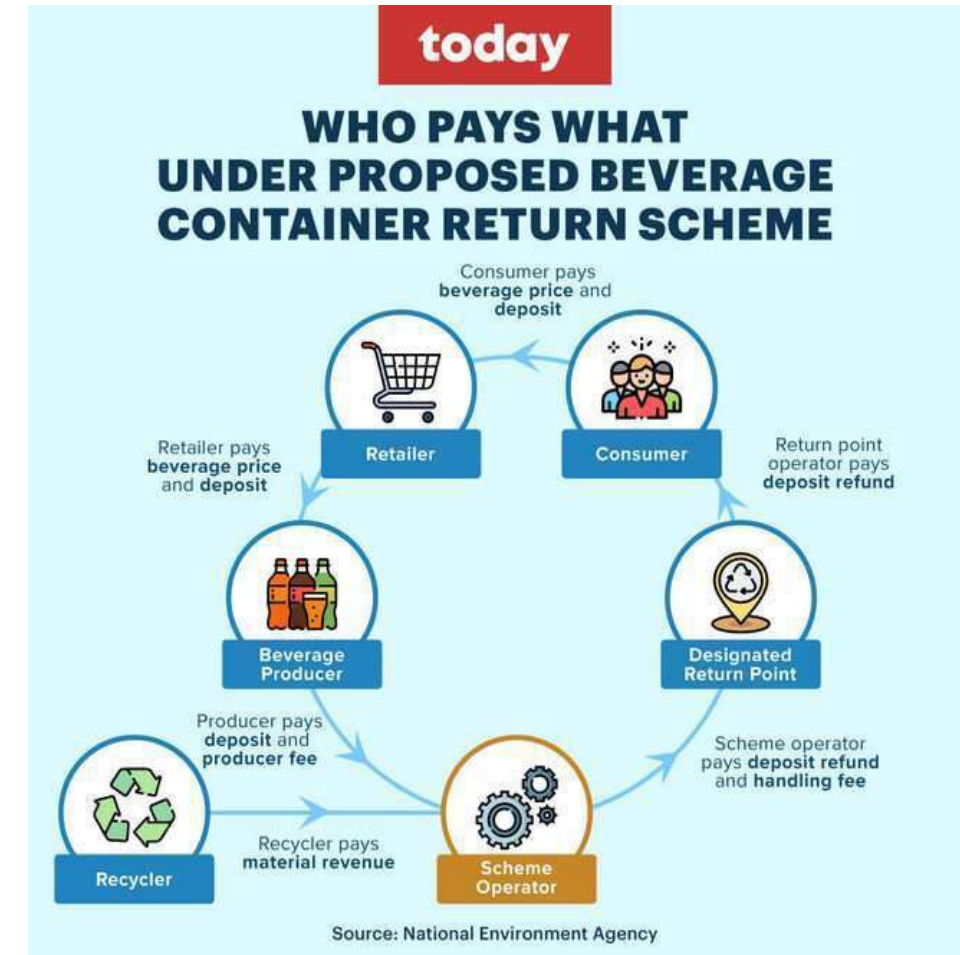 today
WHO PAYS WHAT
UNDER PROPOSED BEVERAGE
CONTAINER RETURN SCHEME
Consumer pays
beverage price and
deposit
Retailer
Consumer
Retailer pays
beverage price
and deposit
Return point
operator pays
deposit refund
Beverage
Producer
Designated
Return Point
Producer pays
deposit and
producer fee
Scheme operator
pays deposit refund
and handling fee
Recycler pays
material revenue
Recycler
Scheme
Operator
Source: National Environment Agency